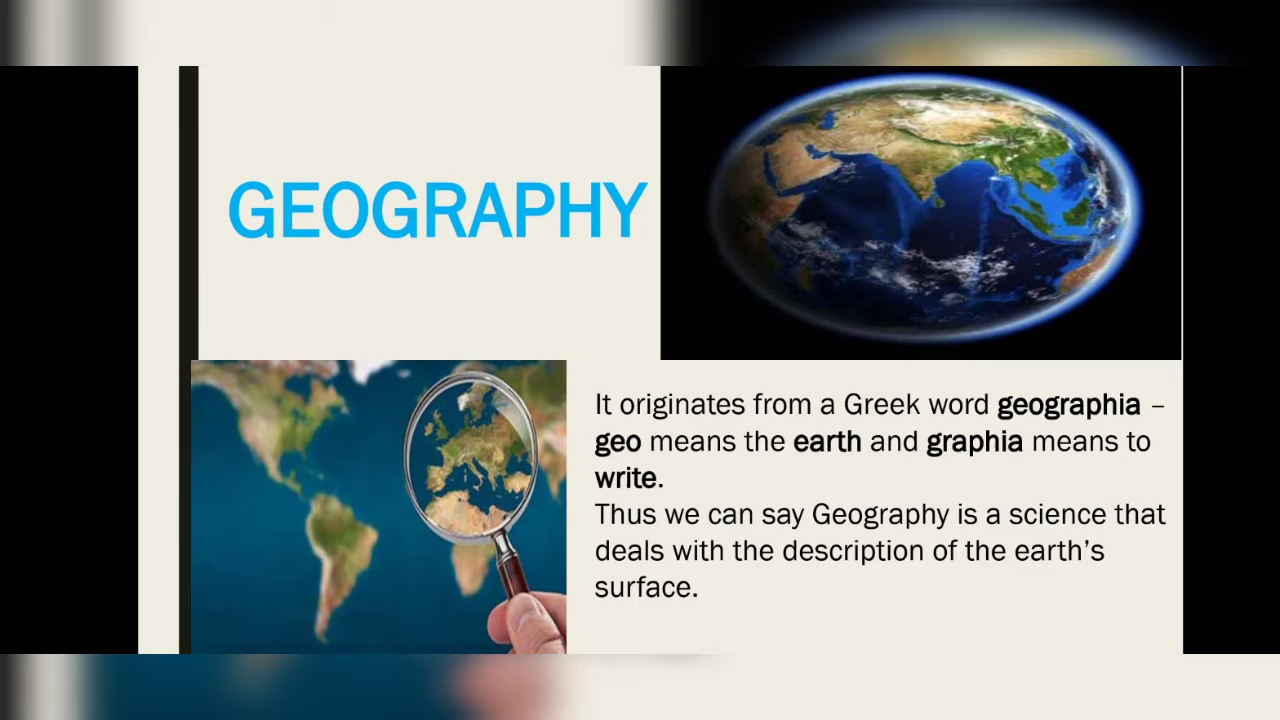 GEOGRAPHY
It originates from a Greek word geographia –
geo means the earth and graphia means to
write.
Thus we can say Geography is a science that
deals with the description of the earth's
surface.